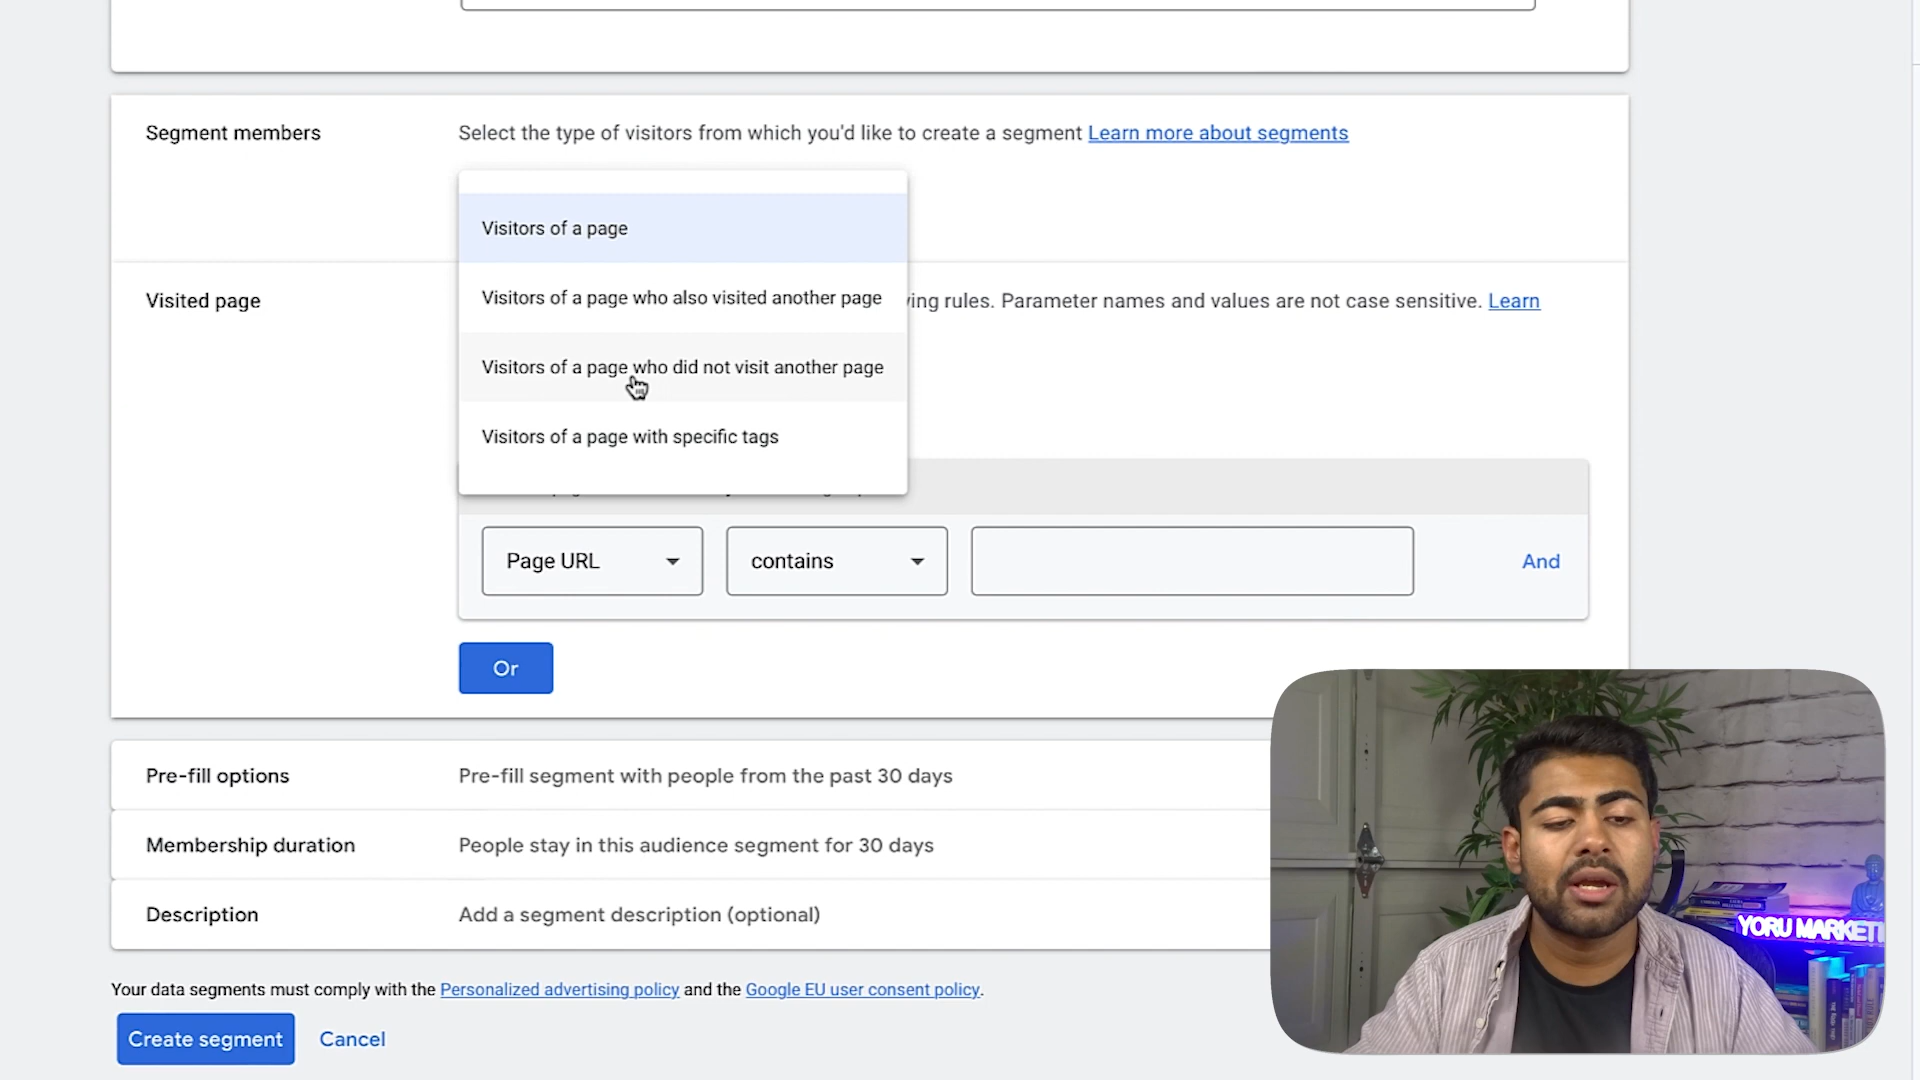 Segment members
Select the type of visitors from which you'd like to create a segment Learn more about segments
Visitors of a page
Visitors of a page who also visited another page
Visitors of a page who did not visit another page
Visitors of a page with specific tags
Visited page
ing rules. Parameter names and values are not case sensitive. Learn
Page URL
contains
And
Or
Pre-fill options
Pre-fill segment with people from the past 30 days
Membership duration
People stay in this audience segment for 30 days
Description
Add a segment description (optional)
Your data segments must comply with the Personalized advertising policy and the Google EU user consent policy.
Create segment
Cancel
YORU MARKETI